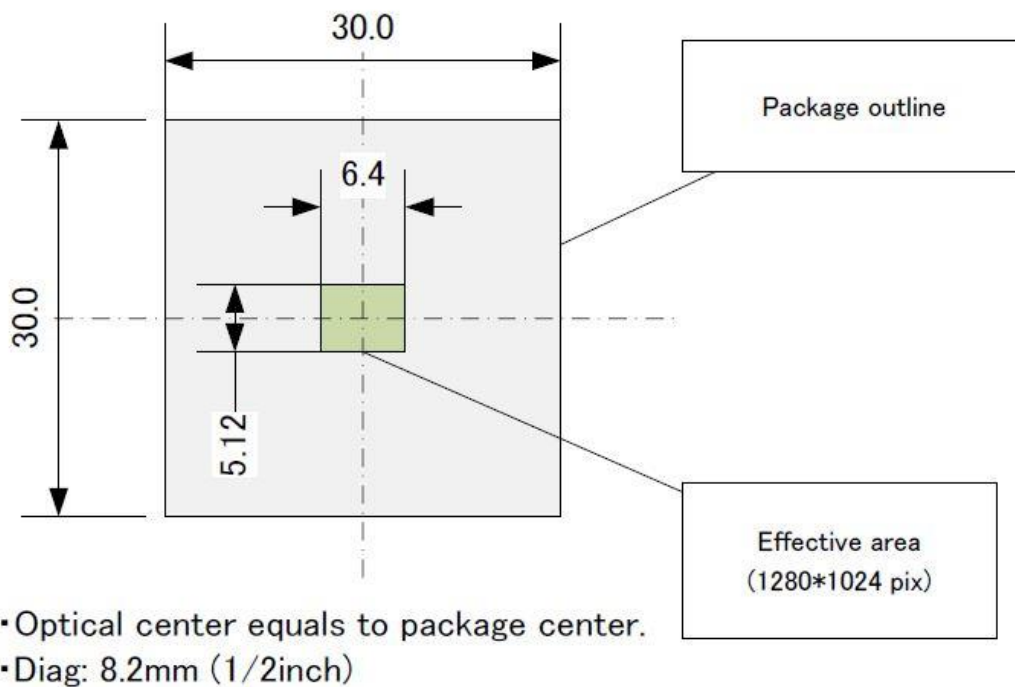 30.0
Package outline
6.4
30.0
5.12
Effective area
(1280*1024 pix)
・Optical center equals to package center.
・Diag: 8.2mm (1/2inch)